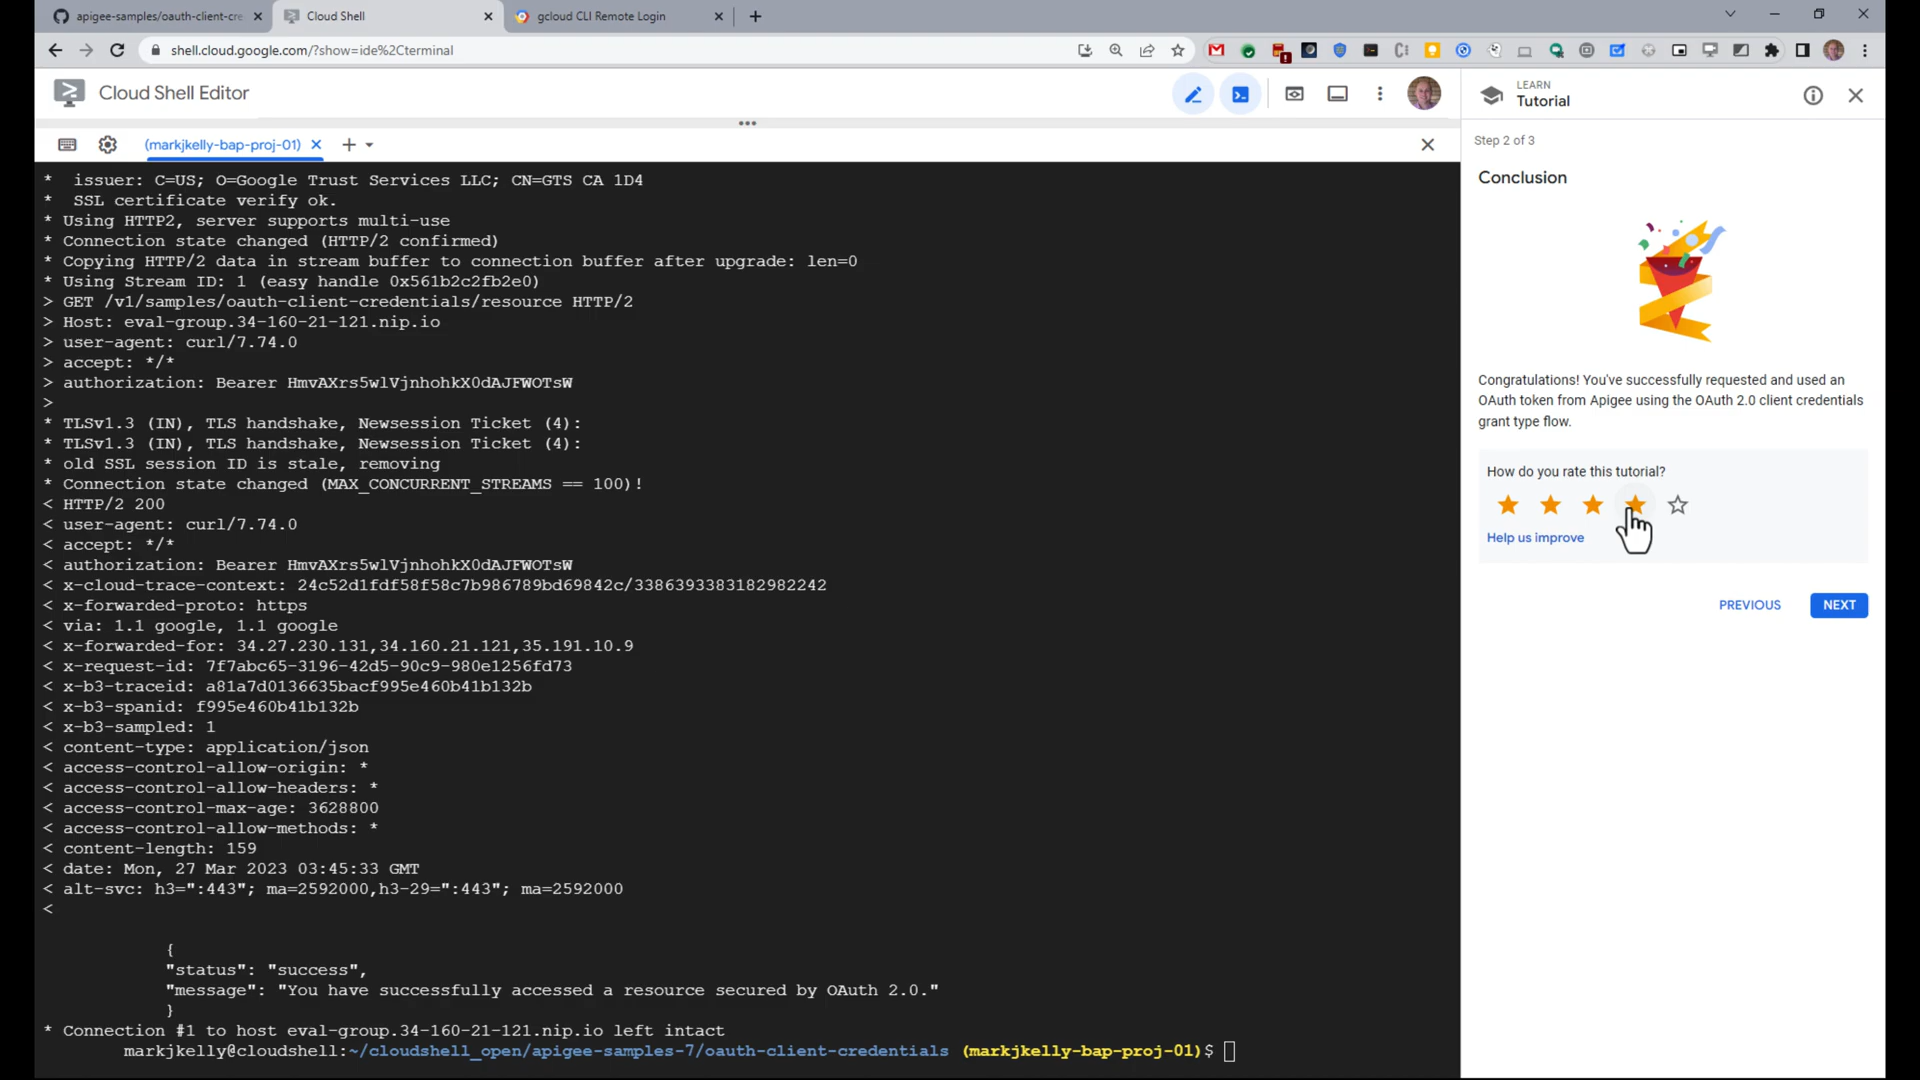 apigee-samples/oauth-client-cre
Cloud Shell
gcloud CLI Remote Login
shell.cloud.google.com/?show=ide%2Cterminal
Cloud Shell Editor
(markjkelly-bap-proj-01)
*  issuer: C=US; O=Google Trust Services LLC; CN=GTS CA 1D4
*  SSL certificate verify ok.
* Using HTTP2, server supports multi-use
* Connection state changed (HTTP/2 confirmed)
* Copying HTTP/2 data in stream buffer to connection buffer after upgrade: len=0
* Using Stream ID: 1 (easy handle 0x561b2c2fb2e0)
> GET /v1/samples/oauth-client-credentials/resource HTTP/2
> Host: eval-group.34-160-21-121.nip.io
> user-agent: curl/7.74.0
> accept: */*
> authorization: Bearer HmvAXrs5wlVjnhohkX0dAJFWOTsW
>
* TLSv1.3 (IN), TLS handshake, Newsession Ticket (4):
* TLSv1.3 (IN), TLS handshake, Newsession Ticket (4):
* old SSL session ID is stale, removing
* Connection state changed (MAX_CONCURRENT_STREAMS == 100)!
< HTTP/2 200
< user-agent: curl/7.74.0
< accept: */*
< authorization: Bearer HmvAXrs5wlVjnhohkX0dAJFWOTsW
< x-cloud-trace-context: 24c52d1fdf58f58c7b986789bd69842c/3386393383182982242
< x-forwarded-proto: https
< via: 1.1 google, 1.1 google
< x-forwarded-for: 34.27.230.131,34.160.21.121,35.191.10.9
< x-request-id: 7f7abc65-3196-42d5-90c9-980e1256fd73
< x-b3-traceid: a81a7d0136635bacf995e460b41b132b
< x-b3-spanid: f995e460b41b132b
< x-b3-sampled: 1
< content-type: application/json
< access-control-allow-origin: *
< access-control-allow-headers: *
< access-control-max-age: 3628800
< access-control-allow-methods: *
< content-length: 159
< date: Mon, 27 Mar 2023 03:45:33 GMT
< alt-svc: h3=":443"; ma=2592000,h3-29=":443"; ma=2592000
<
{
"status": "success",
"message": "You have successfully accessed a resource secured by OAuth 2.0."
}
* Connection #1 to host eval-group.34-160-21-121.nip.io left intact
markjkelly@cloudshell:~/cloudshell_open/apigee-samples-7/oauth-client-credentials (markjkelly-bap-proj-01)$
LEARN
Tutorial
Step 2 of 3
Conclusion
Congratulations! You've successfully requested and used an
OAuth token from Apigee using the OAuth 2.0 client credentials
grant type flow.
How do you rate this tutorial?
Help us improve
PREVIOUS
NEXT